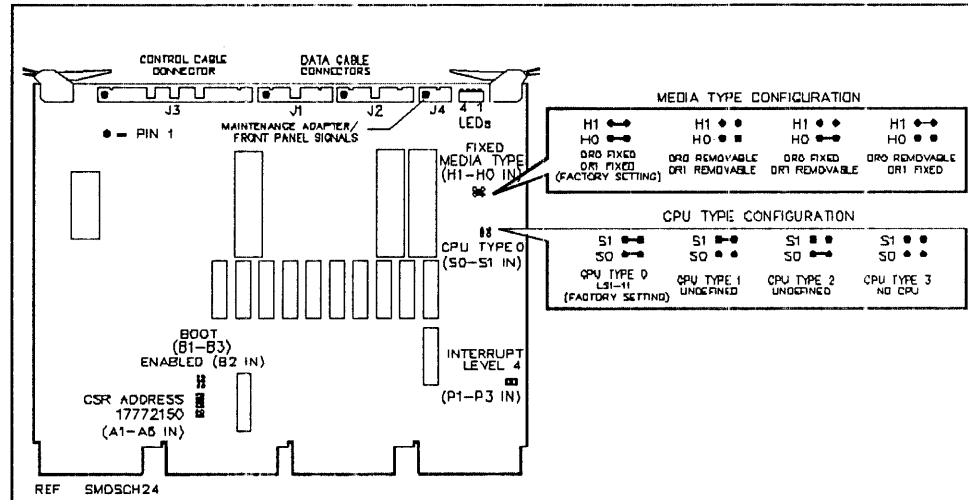 CONTROL CABLE
CONNECTOR
DATA CABLE
CONNECTORS
J3
J1
J2
J4
4 1
LEDs
● = PIN 1
MAINTENANCE ADAPTER/
FRONT PANEL SIGNALS
FIXED
MEDIA TYPE
(H1-H0 IN)
CPU TYPE 0
(S0-S1 IN)
BOOT
(B1-B3)
ENABLED (B2 IN)
CSR ADDRESS
17772150
(A1-A6 IN)
INTERRUPT
LEVEL 4
(P1-P3 IN)
MEDIA TYPE CONFIGURATION
H1 H1 H1 H1
H0 H0 H0 H0
DR0 FIXED
DR1 FIXED
(FACTORY SETTING)
DR0 REMOVABLE
DR1 REMOVABLE
DR0 FIXED
DR1 REMOVABLE
DR0 REMOVABLE
DR1 FIXED
CPU TYPE CONFIGURATION
S1 S1 S1 S1
S0 S0 S0 S0
CPU TYPE 0
LSI-11
(FACTORY SETTING)
CPU TYPE 1
UNDEFINED
CPU TYPE 2
UNDEFINED
CPU TYPE 3
NO CPU
REF SMDSCH24